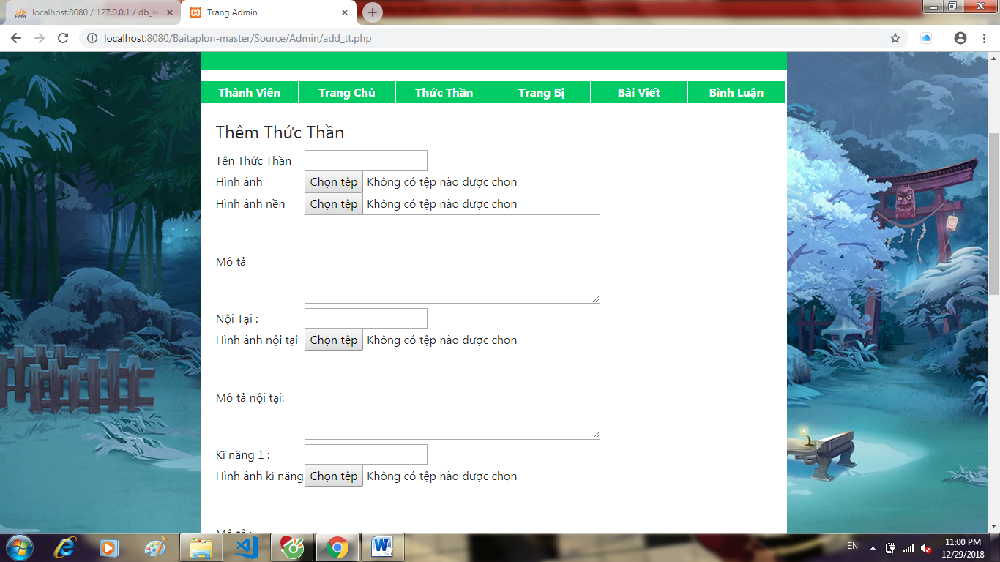 localhost:8080 / 127.0.0.1 / db_w
Trang Admin
localhost:8080/Baitaplon-master/Source/Admin/add_tt.php
Thành Viên
Trang Chủ
Thức Thần
Trang Bị
Bài Viết
Bình Luận
Thêm Thức Thần
Tên Thức Thần
Hình ảnh
Chọn tệp Không có tệp nào được chọn
Hình ảnh nền
Chọn tệp Không có tệp nào được chọn
Mô tả
Nội Tại :
Hình ảnh nội tại
Chọn tệp Không có tệp nào được chọn
Mô tả nội tại:
Kĩ năng 1 :
Hình ảnh kĩ năng
Chọn tệp Không có tệp nào được chọn
Mô tả :
EN
11:00 PM
12/29/2018